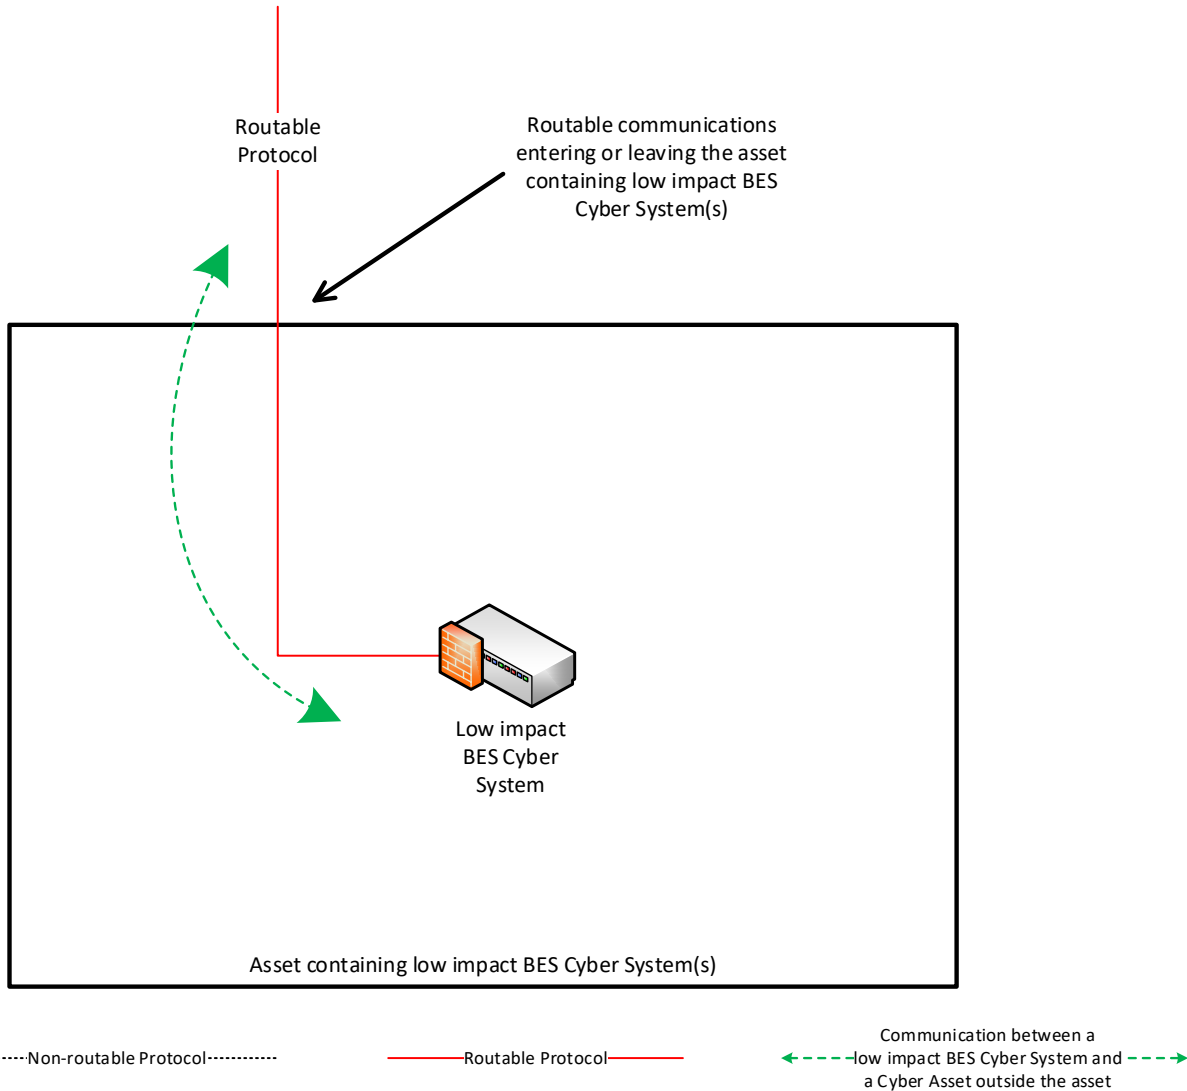 Routable
Protocol
Routable communications
entering or leaving the asset
containing low impact BES
Cyber System(s)
Low impact
BES Cyber
System
Asset containing low impact BES Cyber System(s)
Non-routable Protocol
Routable Protocol
Communication between a
low impact BES Cyber System and
a Cyber Asset outside the asset